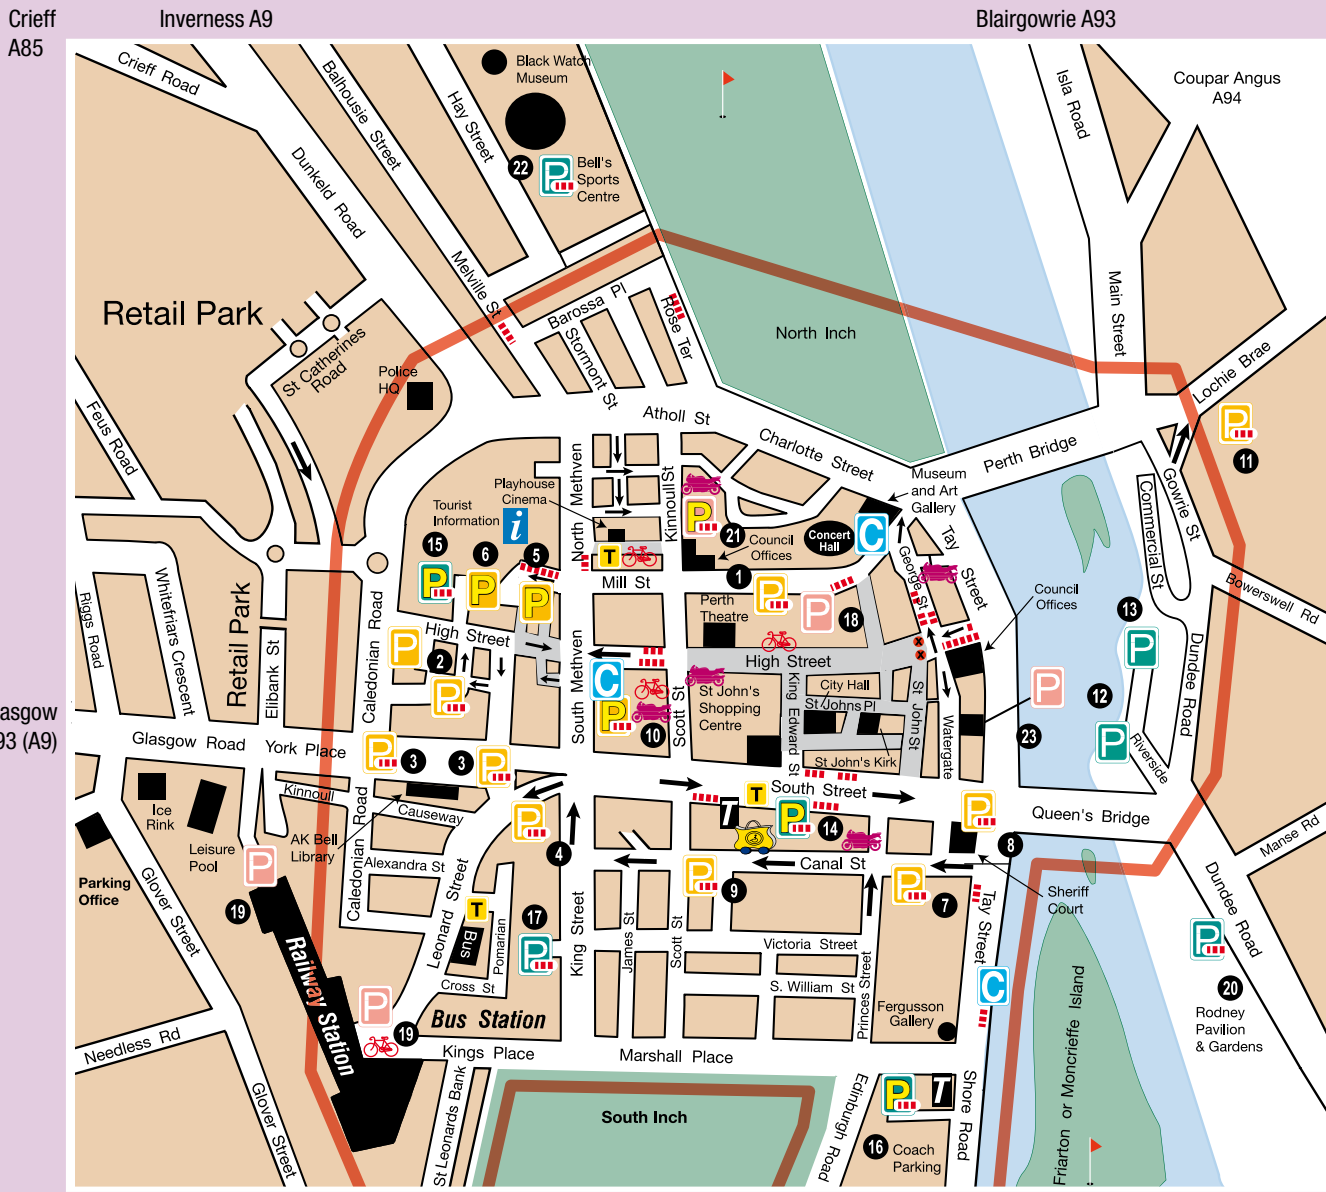 Crieff
A85
Inverness A9
Blairgowrie A93
Black Watch
Museum
Crieff Road
Balhousie Street
Hay Street
Isla Road
Coupar Angus
A94
22
P
Bell's
Sports
Centre
Dunkeld Road
Melville St
Barossa Pl
Rose Ter
Stormont St
Main Street
Retail Park
North Inch
St Catherines
Road
Police
HQ
Lochie Brae
Feus Road
Atholl St
Charlotte Street
Perth Bridge
P
11
Museum
and Art
Gallery
Gowrie St
Commercial St
Playhouse
Cinema
North Methven
Kinnoull St
Tourist
Information
i
P
21
Council
Offices
Concert
Hall
C
Tay
Street
George St
15
6
5
T
Mill St
1
P
P
P
P
P
18
Council
Offices
Bowerswell Rd
Whitefriars Crescent
Riggs Road
Retail Park
Elibank St
Caledonian Road
Perth
Theatre
13
P
Dundee Road
High Street
P
2
P
High Street
South Methven
C
P
10
Scott St
St John's
Shopping
Centre
King Edward St
City Hall
St Johns Pl
St John St
St John's Kirk
Watergate
P
23
12
P
Riverside
asgow
93 (A9)
Glasgow Road
York Place
P
3
3
P
South Street
Queen's Bridge
Ice
Rink
Leisure
Pool
Kinnoull
Causeway
AK Bell
Library
Caledonian Road
Alexandra St
P
4
T
T
P
14
P
8
Manse Rd
Canal St
Sheriff
Court
Parking
Office
Glover Street
P
19
Leonard Street
T
Bus
Pomarian
17
P
King Street
James St
Scott St
P
9
P
7
Tay Street
Victoria Street
S. William St
Princes Street
Dundee Road
P
20
Rodney
Pavilion
& Gardens
Railway Station
Cross St
Bus Station
P
19
C
Fergusson
Gallery
Friarton or Moncrieffe Island
Needless Rd
Glover Street
Kings Place
Marshall Place
St Leonards Bank
South Inch
Edinburgh Road
P
T
Shore Road
16
Coach
Parking